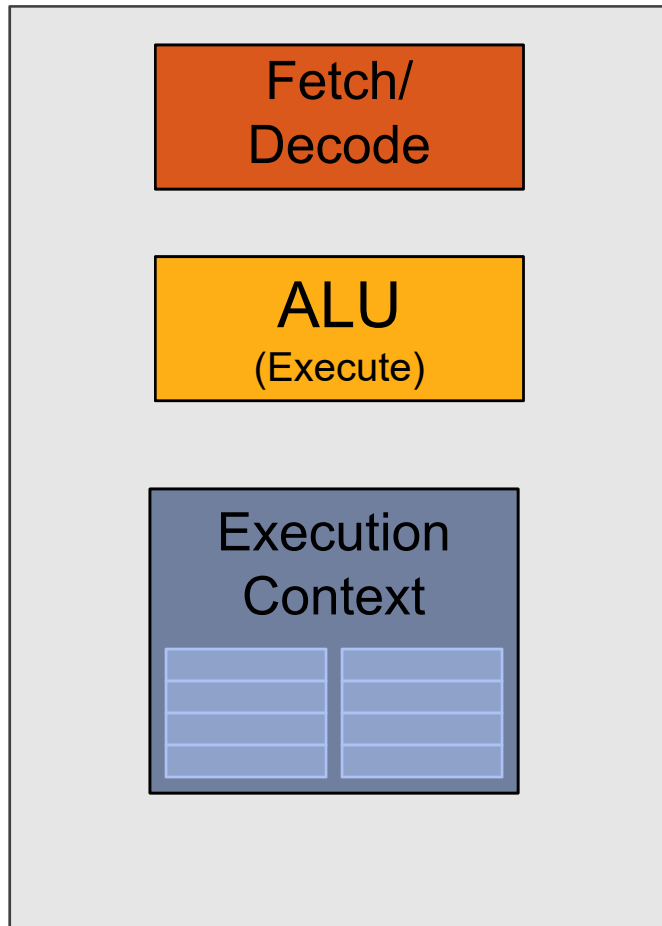 Fetch/
Decode
ALU
(Execute)
Execution
Context